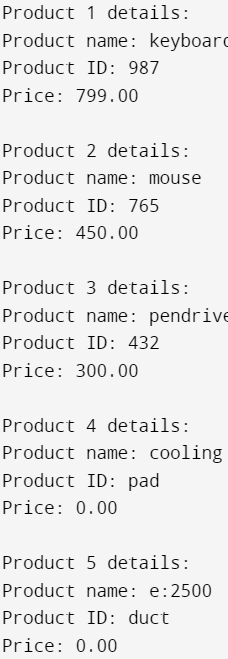 Product 1 details:
Product name: keyboard
Product ID: 987
Price: 799.00
Product 2 details:
Product name: mouse
Product ID: 765
Price: 450.00
Product 3 details:
Product name: pendrive
Product ID: 432
Price: 300.00
Product 4 details:
Product name: cooling
Product ID: pad
Price: 0.00
Product 5 details:
Product name: e:2500
Product ID: duct
Price: 0.00